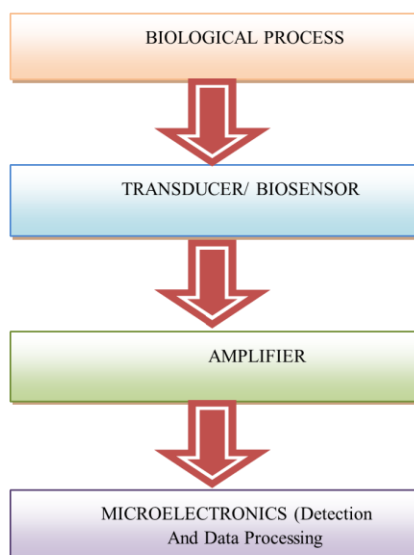 BIOLOGICAL PROCESS
TRANSDUCER/ BIOSENSOR
AMPLIFIER
MICROELECTRONICS (Detection
And Data Processing